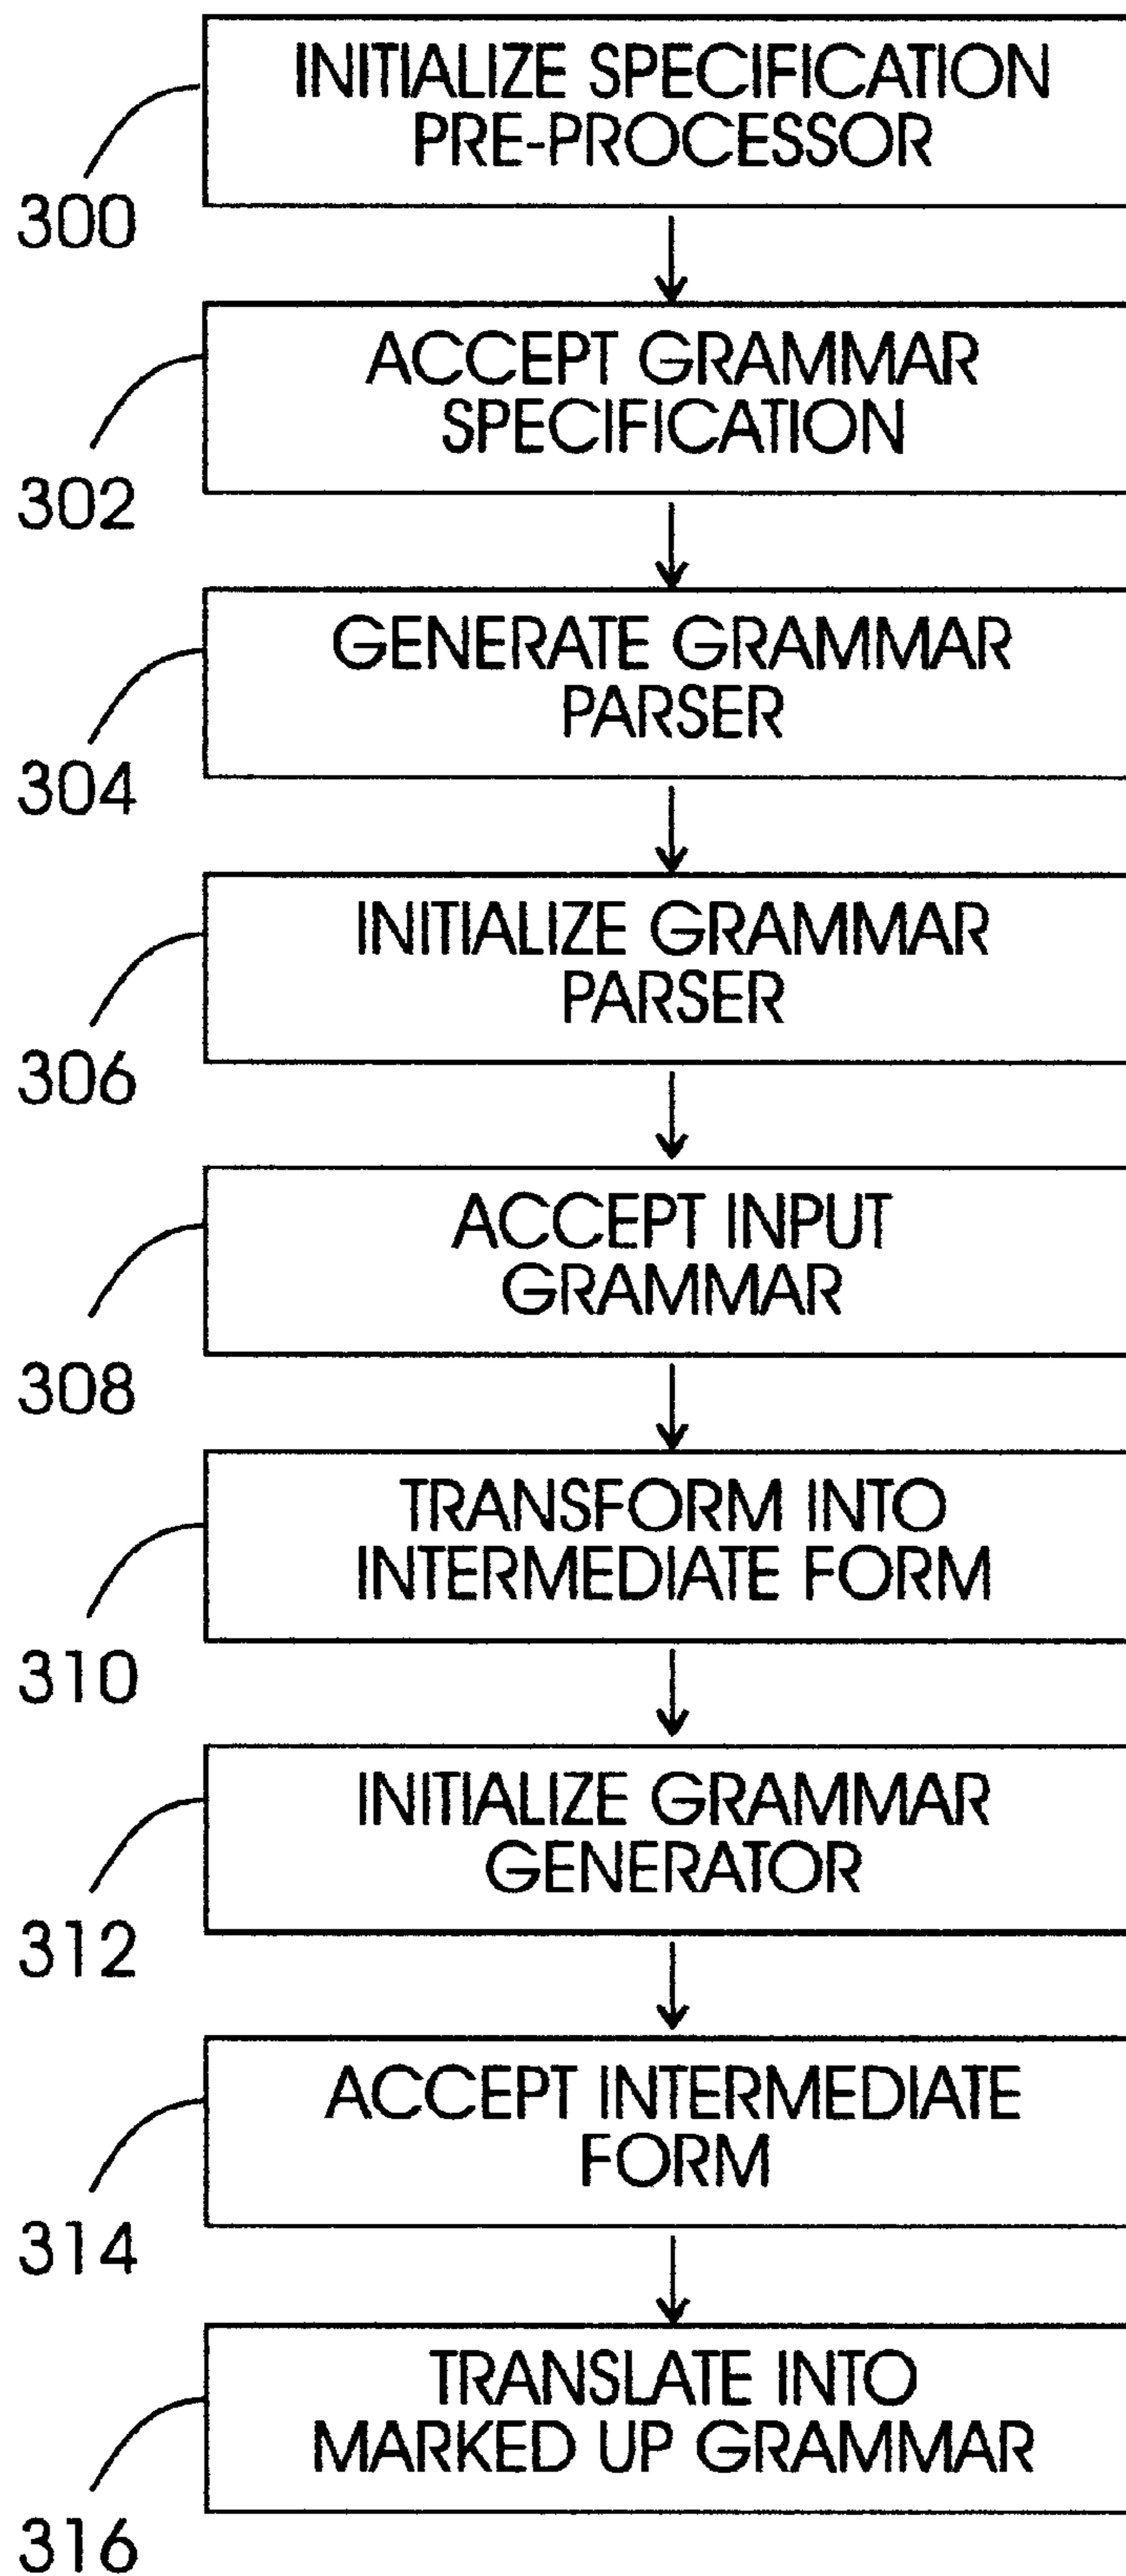 INITIALIZE SPECIFICATION
PRE-PROCESSOR
300
ACCEPT GRAMMAR
SPECIFICATION
302
GENERATE GRAMMAR
PARSER
304
INITIALIZE GRAMMAR
PARSER
306
ACCEPT INPUT
GRAMMAR
308
TRANSFORM INTO
INTERMEDIATE FORM
310
INITIALIZE GRAMMAR
GENERATOR
312
ACCEPT INTERMEDIATE
FORM
314
TRANSLATE INTO
MARKED UP GRAMMAR
316